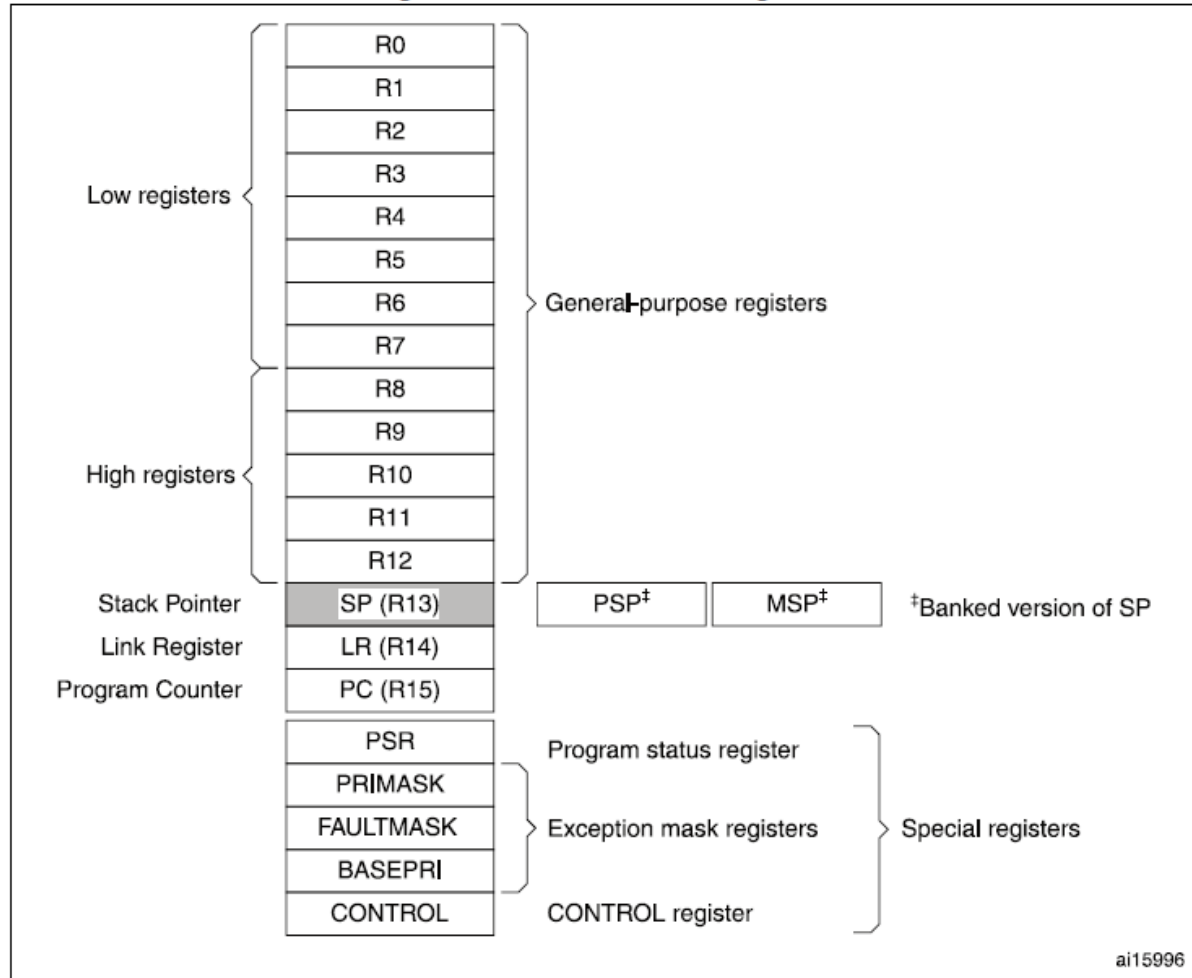 R0
R1
R2
R3
Low registers
R4
R5
R6
General-purpose registers
R7
R8
R9
High registers
R10
R11
R12
Stack Pointer SP (R13) PSP‡ MSP‡ ‡Banked version of SP
Link Register LR (R14)
Program Counter PC (R15)
PSR Program status register
PRIMASK
FAULTMASK Exception mask registers Special registers
BASEPRI
CONTROL CONTROL register
ai15996